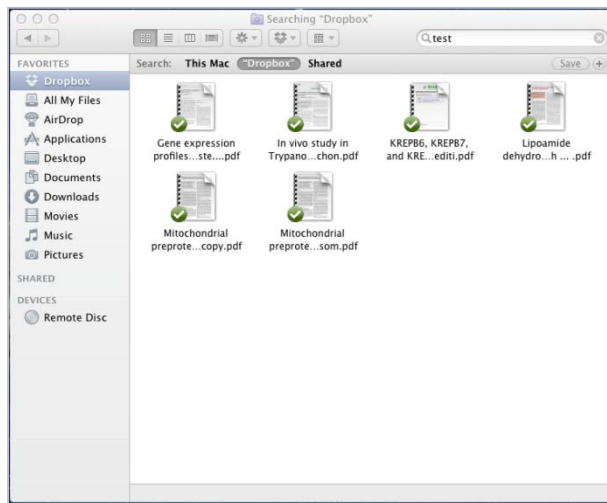 Searching "Dropbox"
test
FAVORITES
Dropbox
All My Files
AirDrop
Applications
Desktop
Documents
Downloads
Movies
Music
Pictures
SHARED
DEVICES
Remote Disc
Search: This Mac "Dropbox" Shared Save
Gene expression
profiles...ste....pdf
In vivo study in
Trypano...chon.pdf
KREPB6, KREPB7,
and KRE...editi.pdf
Lipoamide
dehydro...h ... .pdf
Mitochondrial
preprote...copy.pdf
Mitochondrial
preprote...som.pdf